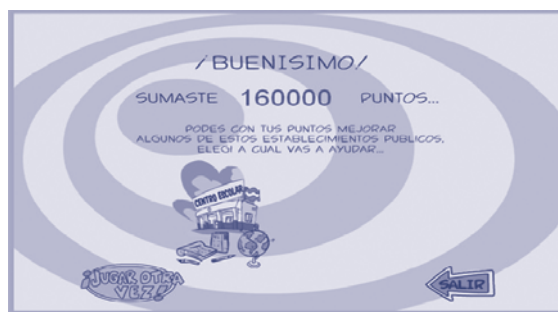 ¡BUENISIMO!
SUMASTE 160000 PUNTOS...
PODES CON TUS PUNTOS MEJORAR
ALGUNOS DE ESTOS ESTABLECIMIENTOS PUBLICOS,
ELEGI A CUAL VAS A AYUDAR...
CENTRO ESCOLAR
¡JUGAR OTRA
VEZ!
SALIR